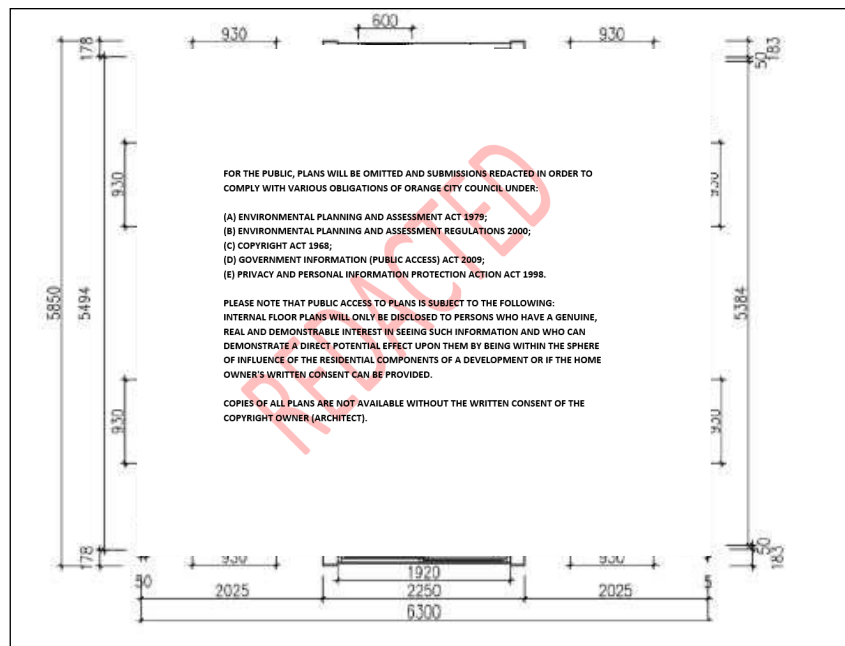 600
930
930
178
50
183
FOR THE PUBLIC, PLANS WILL BE OMITTED AND SUBMISSIONS REDACTED IN ORDER TO
COMPLY WITH VARIOUS OBLIGATIONS OF ORANGE CITY COUNCIL UNDER:
(A) ENVIRONMENTAL PLANNING AND ASSESSMENT ACT 1979;
(B) ENVIRONMENTAL PLANNING AND ASSESSMENT REGULATIONS 2000;
(C) COPYRIGHT ACT 1968;
(D) GOVERNMENT INFORMATION (PUBLIC ACCESS) ACT 2009;
(E) PRIVACY AND PERSONAL INFORMATION PROTECTION ACTION ACT 1998.
PLEASE NOTE THAT PUBLIC ACCESS TO PLANS IS SUBJECT TO THE FOLLOWING:
INTERNAL FLOOR PLANS WILL ONLY BE DISCLOSED TO PERSONS WHO HAVE A GENUINE,
REAL AND DEMONSTRABLE INTEREST IN SEEING SUCH INFORMATION AND WHO CAN
DEMONSTRATE A DIRECT POTENTIAL EFFECT UPON THEM BY BEING WITHIN THE SPHERE
OF INFLUENCE OF THE RESIDENTIAL COMPONENTS OF A DEVELOPMENT OR IF THE HOME
OWNER'S WRITTEN CONSENT CAN BE PROVIDED.
COPIES OF ALL PLANS ARE NOT AVAILABLE WITHOUT THE WRITTEN CONSENT OF THE
COPYRIGHT OWNER (ARCHITECT).
REDACTED
930
930
5850
5494
5384
930
930
178
50
183
930
930
1920
50
5
2025
2250
2025
6300